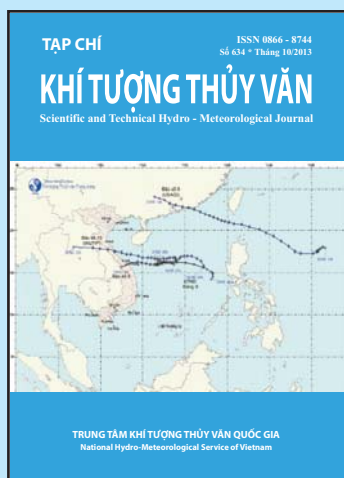 TẠP CHÍ
ISSN 0866 - 8744
Số 634 * Tháng 10/2013
KHÍ TƯỢNG THỦY VĂN
Scientific and Technical Hydro - Meteorological Journal
TRUNG TÂM KHÍ TƯỢNG THỦY VĂN QUỐC GIA
National Hydro-Meteorological Service of Vietnam